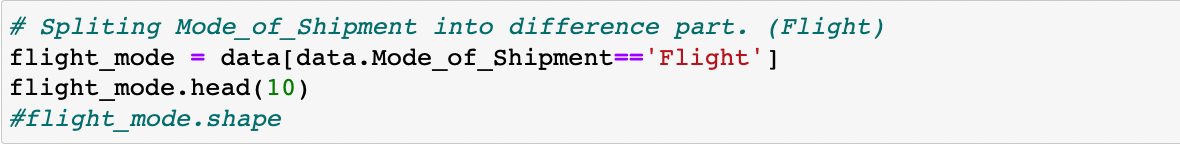 # Spliting Mode_of_Shipment into difference part. (Flight)
flight_mode = data[data.Mode_of_Shipment=='Flight']
flight_mode.head(10)
#flight_mode.shape